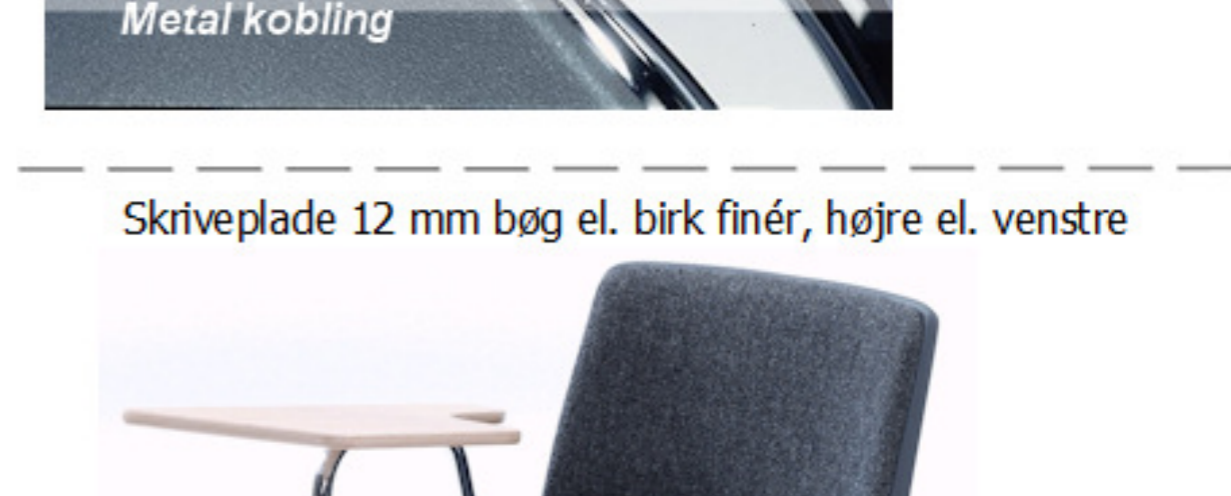 Metal kobling
Skriveplade 12 mm bøg el. birk finér, højre el. venstre